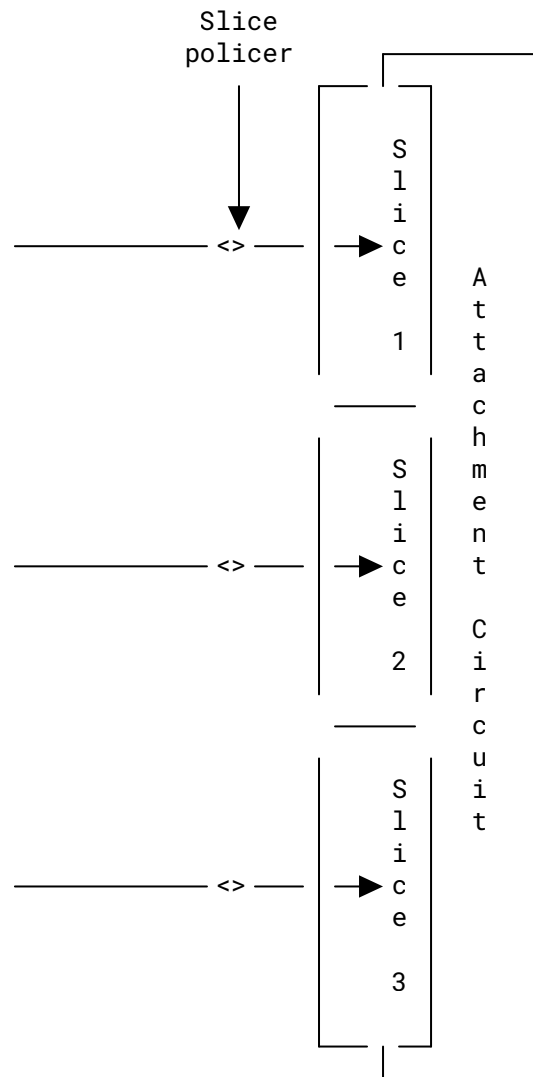 Slice
policer
<>
Slice 1
<>
Slice 2
<>
Slice 3
Attachment Circuit